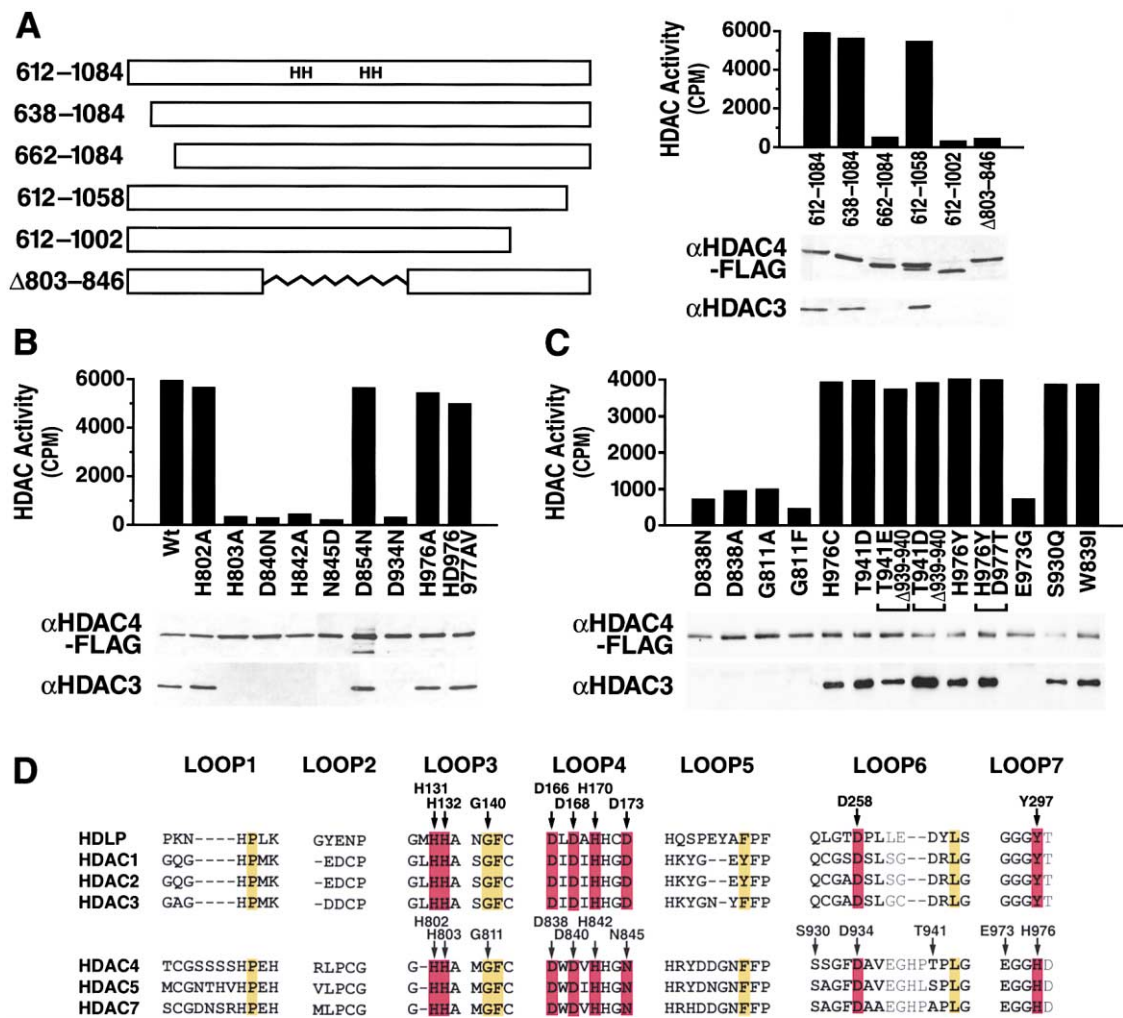 A
612–1084
HH HH
638–1084
662–1084
612–1058
612–1002
Δ803–846
HDAC Activity
(CPM)
6000
4000
2000
0
612–1084
638–1084
662–1084
612–1058
612–1002
Δ803–846
αHDAC4
-FLAG
αHDAC3
B
HDAC Activity
(CPM)
6000
4000
2000
0
Wt
H802A
H803A
D840N
H842A
N845D
D854N
D934N
H976A
HD976
977AV
αHDAC4
-FLAG
αHDAC3
C
HDAC Activity
(CPM)
4000
3000
2000
1000
0
D838N
D838A
G811A
G811F
H976C
T941D
T941E
Δ939-940
T941D
Δ939-940
H976Y
H976Y
D977T
E973G
S930Q
W839I
αHDAC4
-FLAG
αHDAC3
D
LOOP1 LOOP2 LOOP3 LOOP4 LOOP5 LOOP6 LOOP7
H131 D166 H170
H132 G140 D168 D173 D258 Y297
HDLP PKN----HPLK GYENP GMHHA NGFC DLDAHHCD HQSPEYAFPF QLGTDPLLE--DYLS GGGYT
HDAC1 GQG----HPMK -EDCP GLHHA SGFC DIDIHHGD HKYG--EYFFP QCGSDSLSG--DRLG GGGYT
HDAC2 GQG----HPMK -EDCP GLHHA SGFC DIDIHHGD HKYG--EYFFP QCGADSLSG--DRLG GGGYT
HDAC3 GAG----HPMK -DDCP GLHHA SGFC DIDIHHGD HKYGN-YFFP QCGADSLGC--DRLG GGGYT
H802 D838 H842
H803 G811 D840 N845 S930 D934 T941 E973 H976
HDAC4 TCGSSSSHPEH RLPCG G-HHA MGFC DWDVHHGN HRYDDGNFFP SSGFDAVEGHPTPLG EGGHD
HDAC5 MCGNTHVHPEH VLPCG G-HHA MGFC DWDIHHGN HRYDNGNFFP SAGFDAVEGHLSPLG EGGHD
HDAC7 SCGDNSRHPEH MLPCG G-HHA MGFC DWDVHHGN HRHDDGNFFP SAGFDAAEGHPAPLG EGGHD